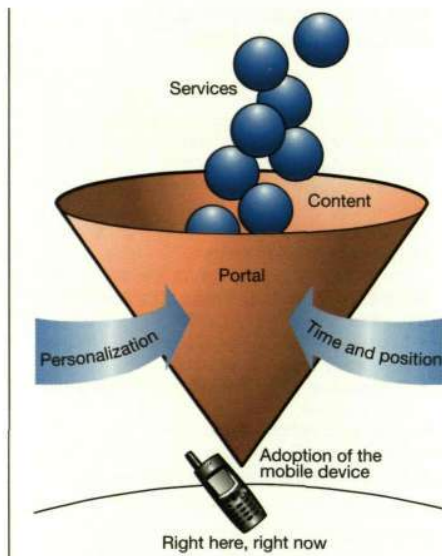 Services
Content
Portal
Personalization
Time and position
Adoption of the
mobile device
Right here, right now